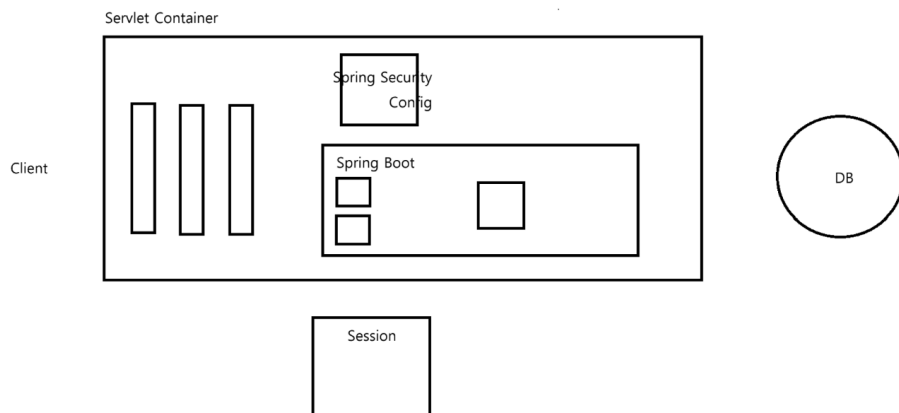 Servlet Container
Spring Security
Config
Client
Spring Boot
DB
Session